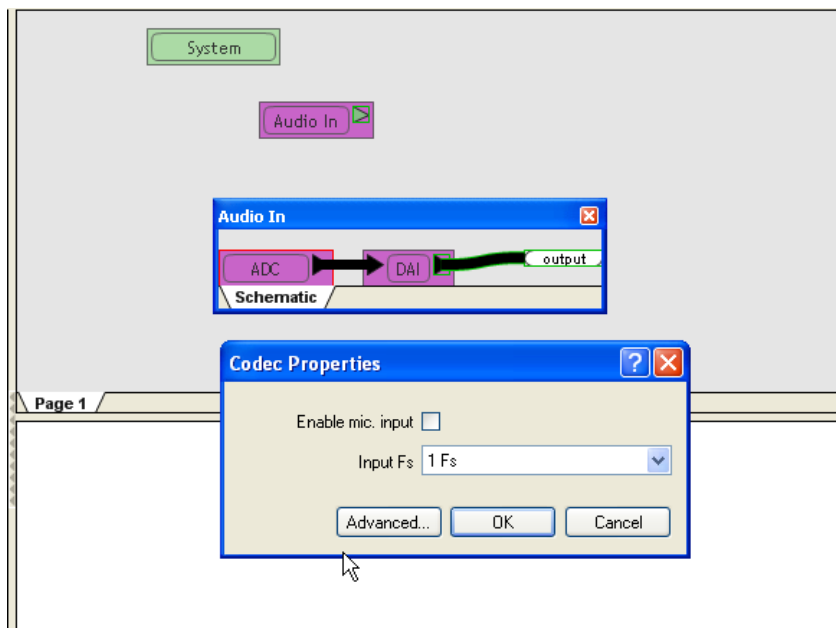 System
Audio In
Audio In
ADC
DAI
output
Schematic
Codec Properties
Page 1
Enable mic. input
Input Fs 1 Fs
Advanced... OK Cancel